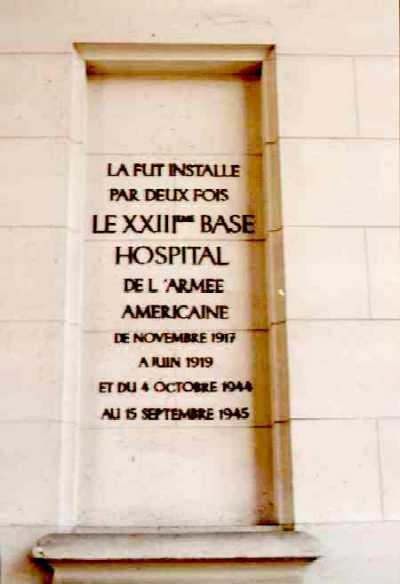 LA FUT INSTALLE
PAR DEUX FOIS
LE XXIIIEME BASE
HOSPITAL
DE L 'ARMEE
AMERICAINE
DE NOVEMBRE 1917
A JUIN 1919
ET DU 4 OCTOBRE 1944
AU 15 SEPTEMBRE 1945